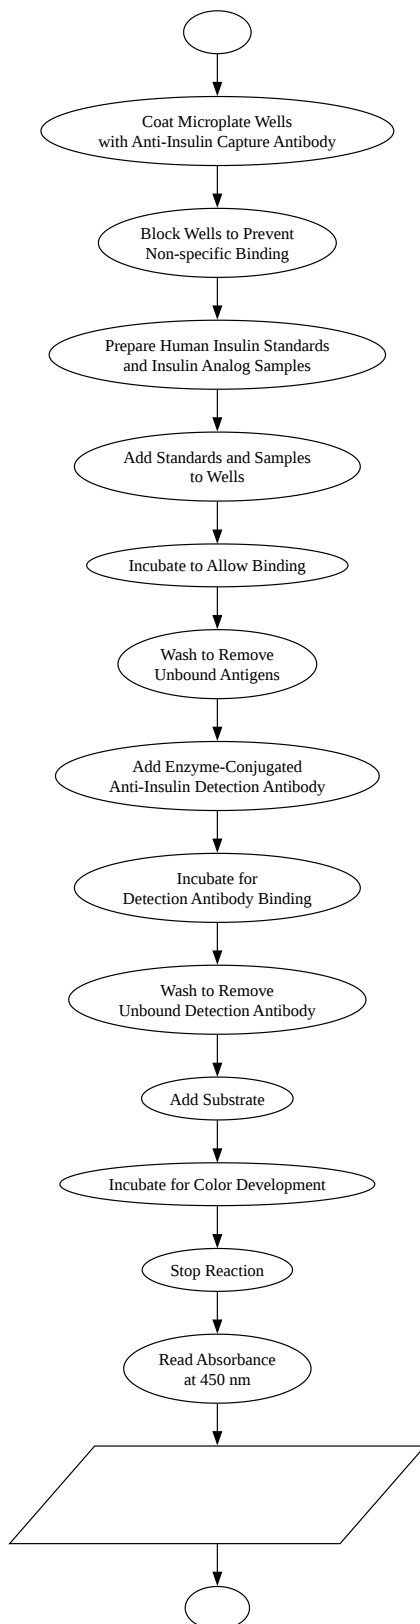 Coat Microplate Wells
with Anti-Insulin Capture Antibody
Block Wells to Prevent
Non-specific Binding
Prepare Human Insulin Standards
and Insulin Analog Samples
Add Standards and Samples
to Wells
Incubate to Allow Binding
Wash to Remove
Unbound Antigens
Add Enzyme-Conjugated
Anti-Insulin Detection Antibody
Incubate for
Detection Antibody Binding
Wash to Remove
Unbound Detection Antibody
Add Substrate
Incubate for Color Development
Stop Reaction
Read Absorbance
at 450 nm